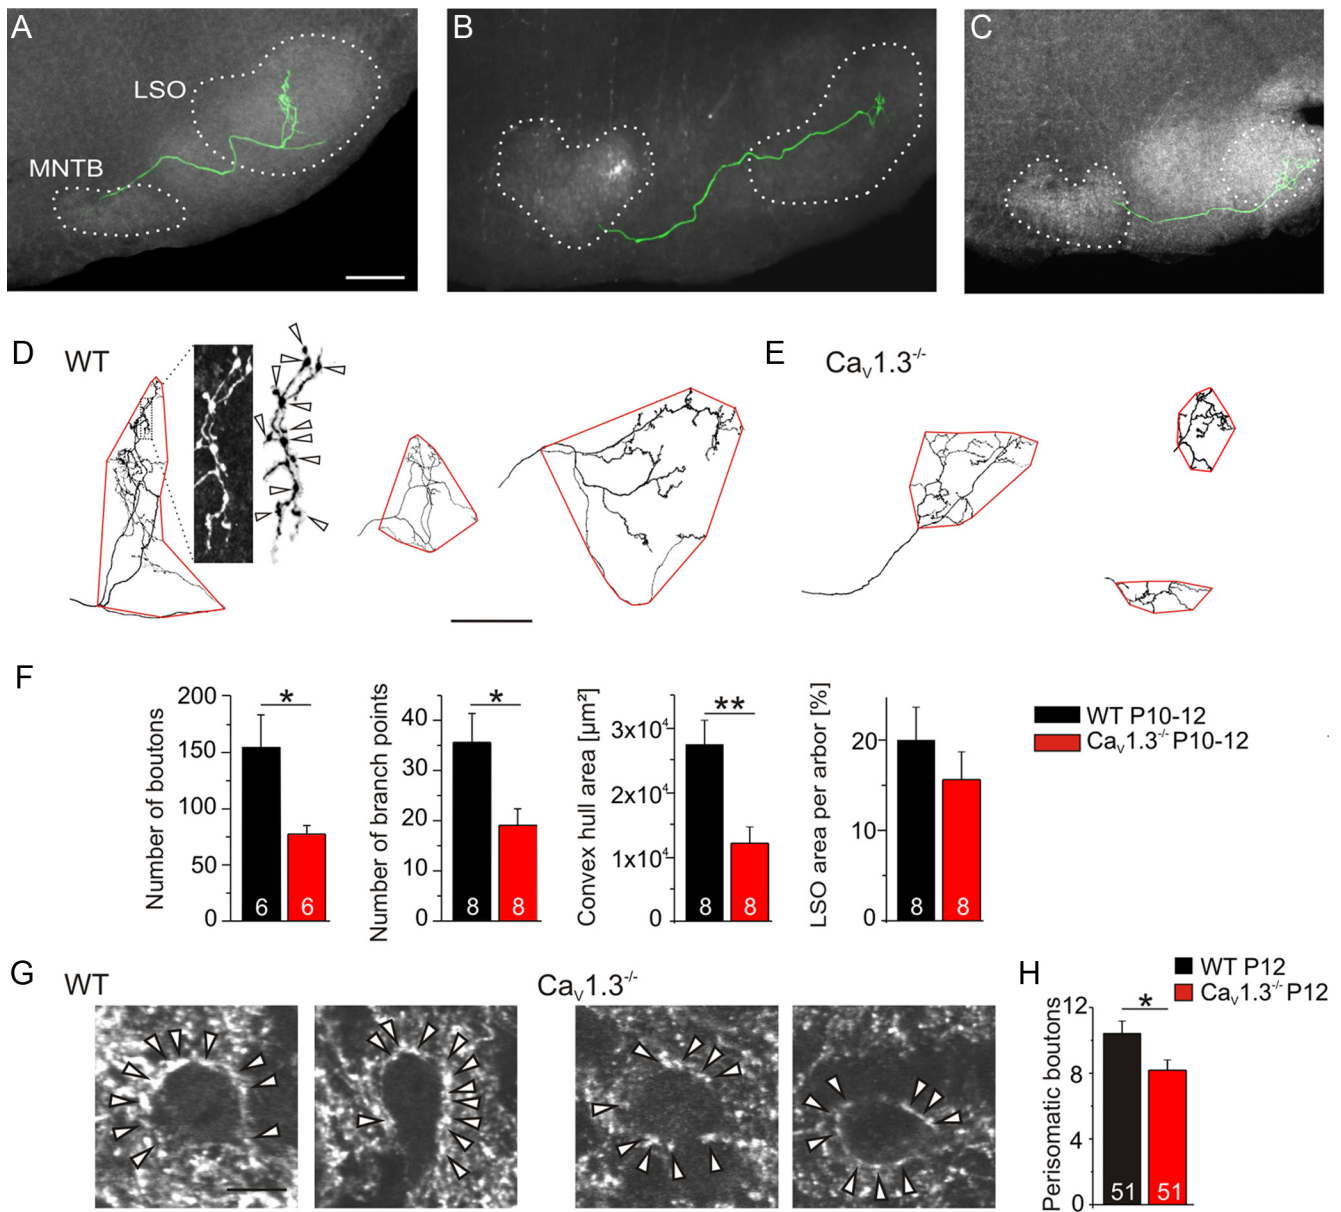 A
B
C
LSO
MNTB
D WT
E Caᵥ1.3⁻/⁻
F
Number of boutons
200
150
100
50
0
*
6 6
Number of branch points
40
30
20
10
0
*
8 8
Convex hull area [µm²]
3x10⁴
2x10⁴
1x10⁴
0
**
8 8
LSO area per arbor [%]
20
10
0
8 8
WT P10-12
Caᵥ1.3⁻/⁻ P10-12
G WT
Caᵥ1.3⁻/⁻
H
WT P12
Caᵥ1.3⁻/⁻ P12
Perisomatic boutons
12
8
4
0
*
51 51